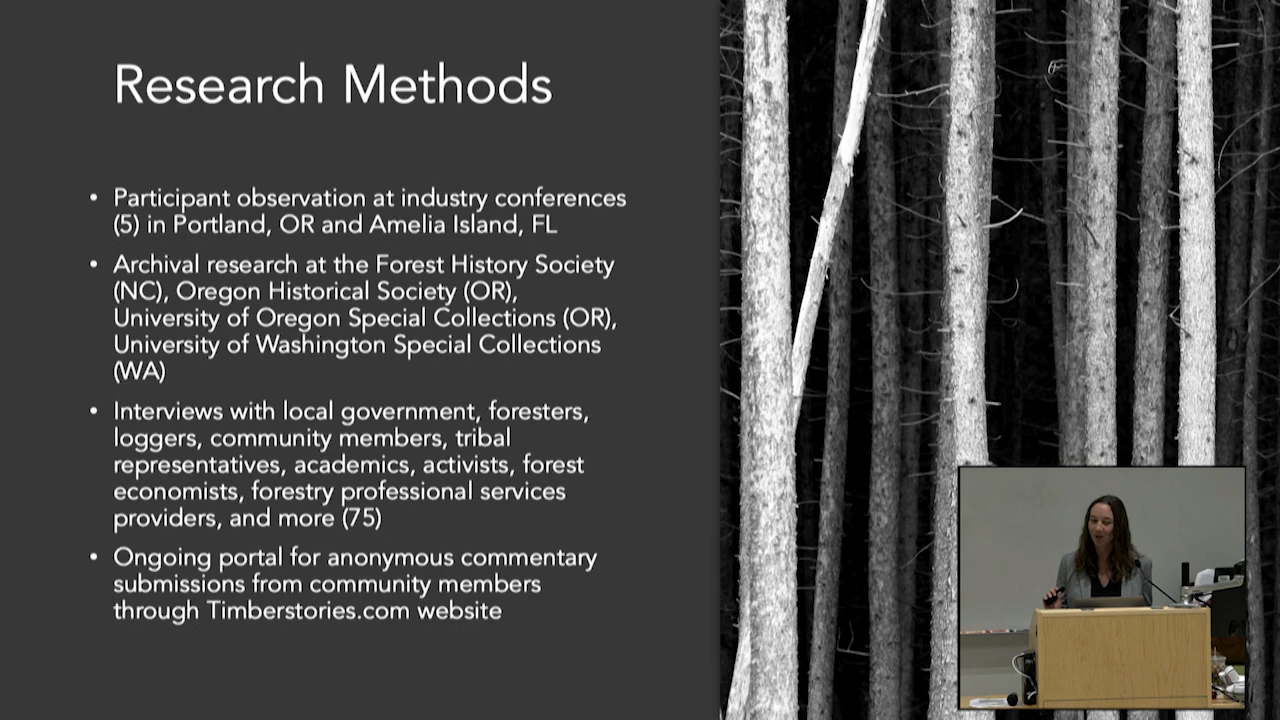 Research Methods
• Participant observation at industry conferences
(5) in Portland, OR and Amelia Island, FL
• Archival research at the Forest History Society
(NC), Oregon Historical Society (OR),
University of Oregon Special Collections (OR),
University of Washington Special Collections
(WA)
• Interviews with local government, foresters,
loggers, community members, tribal
representatives, academics, activists, forest
economists, forestry professional services
providers, and more (75)
• Ongoing portal for anonymous commentary
submissions from community members
through Timberstories.com website